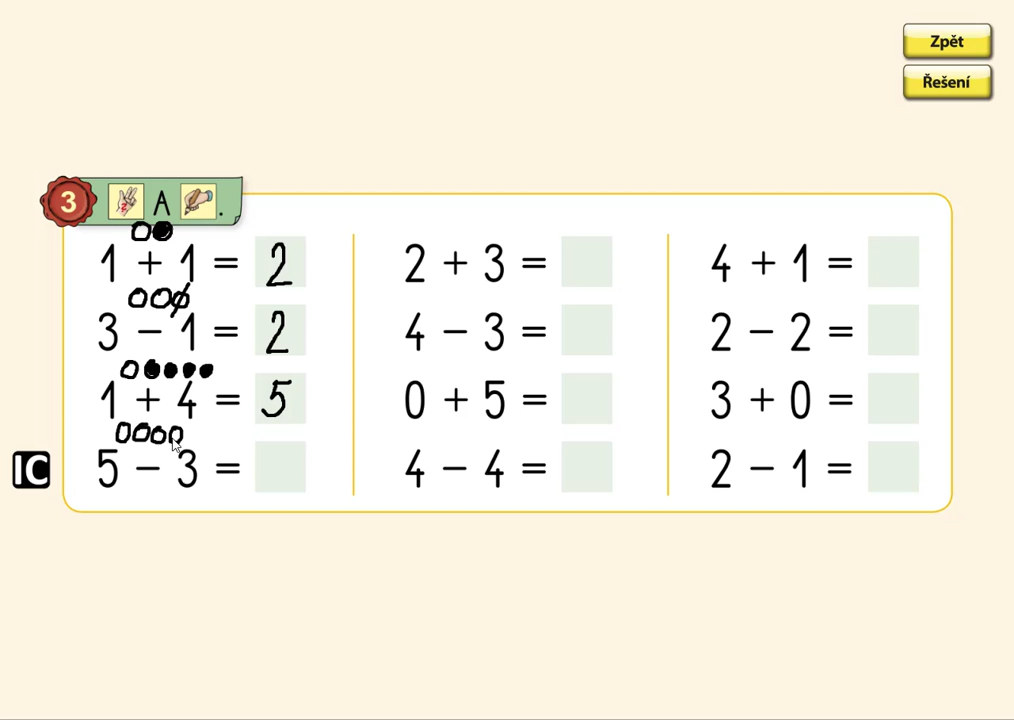 Zpět
Řešení
3 A .
1 + 1 = 2
3 − 1 = 2
1 + 4 = 5
5 − 3 =
2 + 3 =
4 − 3 =
0 + 5 =
4 − 4 =
4 + 1 =
2 − 2 =
3 + 0 =
2 − 1 =
IC